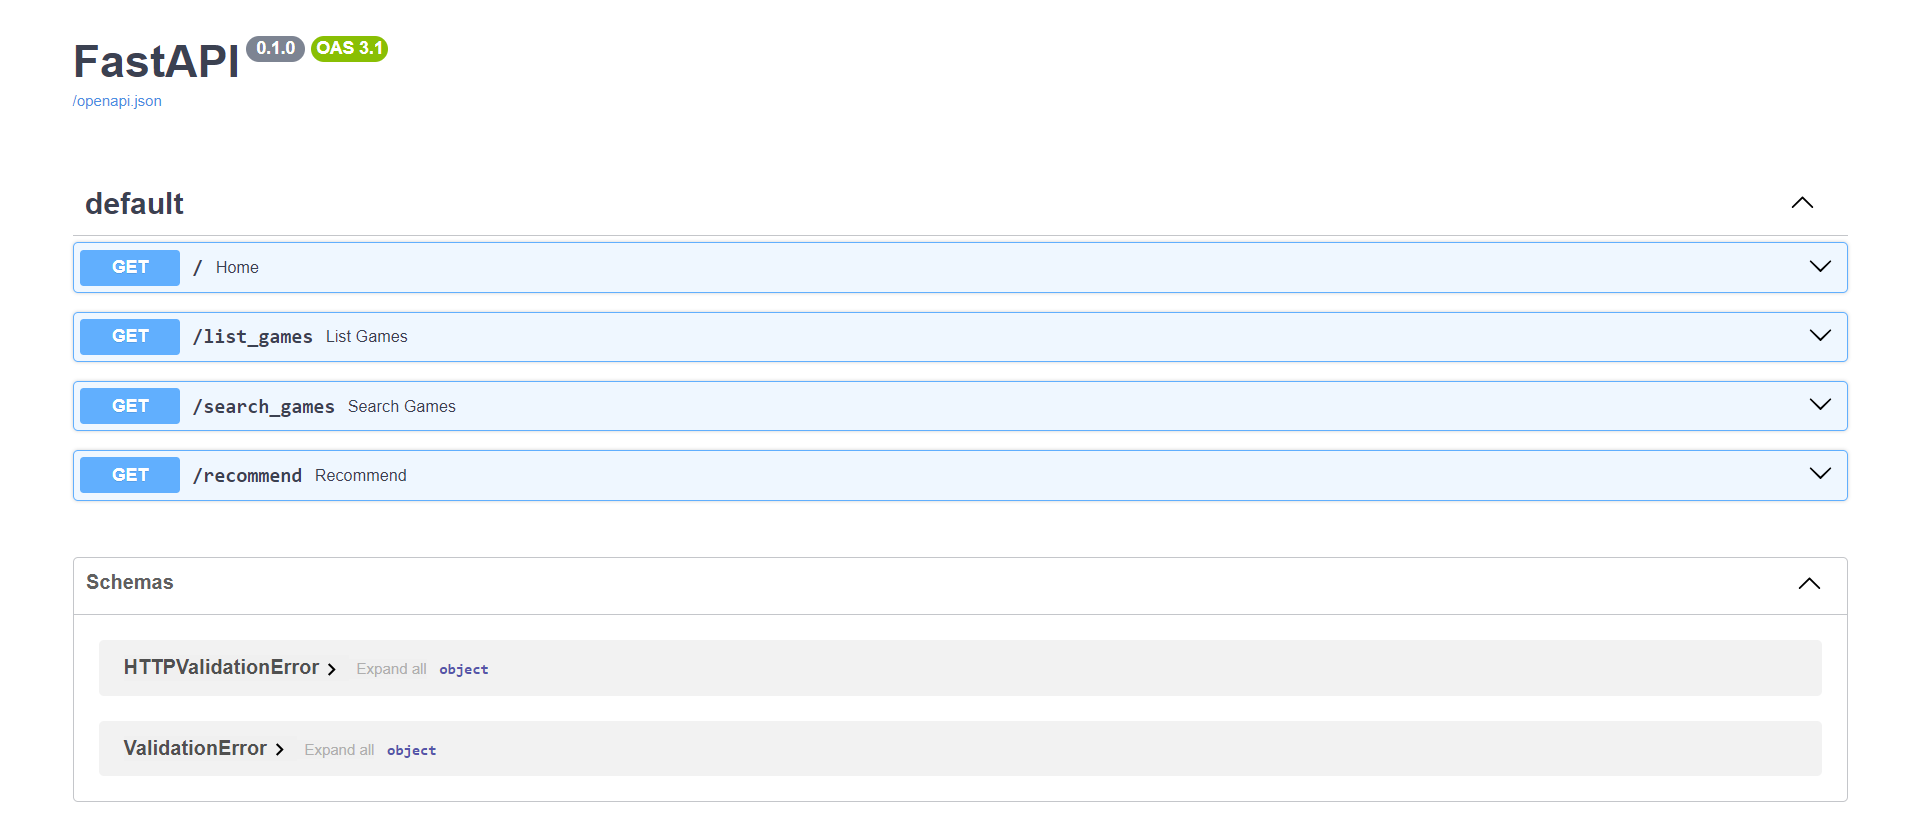 FastAPI 0.1.0 OAS 3.1
/openapi.json
default
GET / Home
GET /list_games List Games
GET /search_games Search Games
GET /recommend Recommend
Schemas
HTTPValidationError Expand all object
ValidationError Expand all object